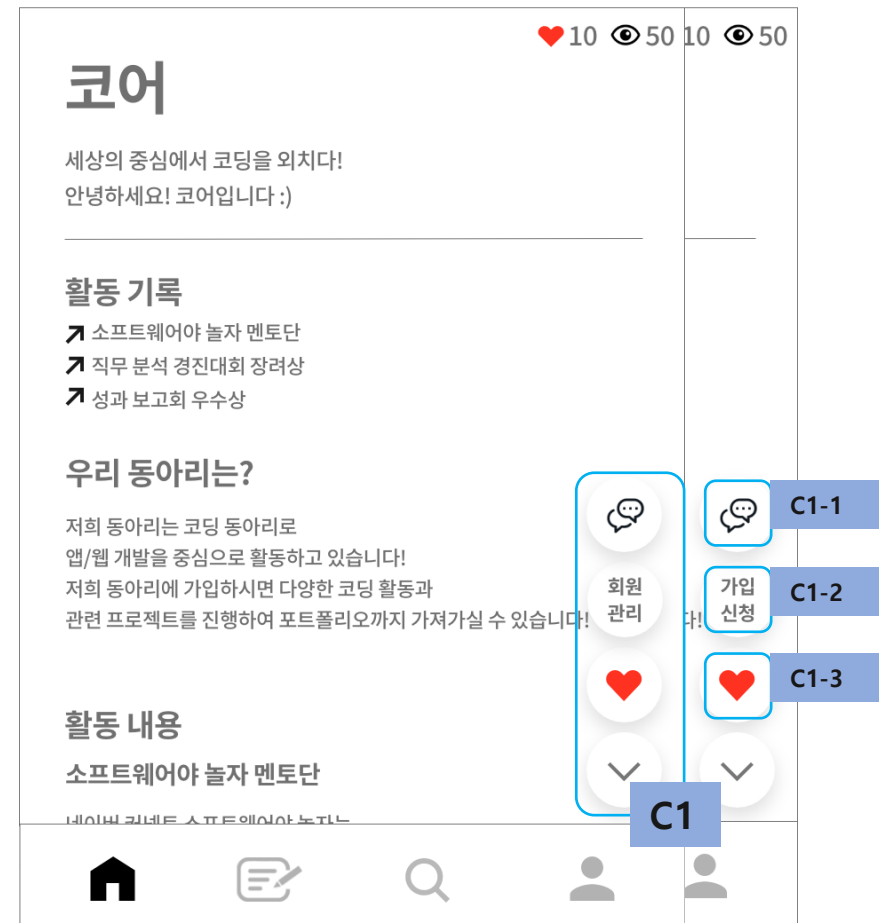 10 50 10 50
코어
세상의 중심에서 코딩을 외치다!
안녕하세요! 코어입니다 :)
활동 기록
소프트웨어야 놀자 멘토단
직무 분석 경진대회 장려상
성과 보고회 우수상
우리 동아리는?
저희 동아리는 코딩 동아리로
앱/웹 개발을 중심으로 활동하고 있습니다!
저희 동아리에 가입하시면 다양한 코딩 활동과
관련 프로젝트를 진행하여 포트폴리오까지 가져가실 수 있습니다!
회원
관리
다!
가입
신청
C1-1
C1-2
C1-3
활동 내용
소프트웨어야 놀자 멘토단
C1